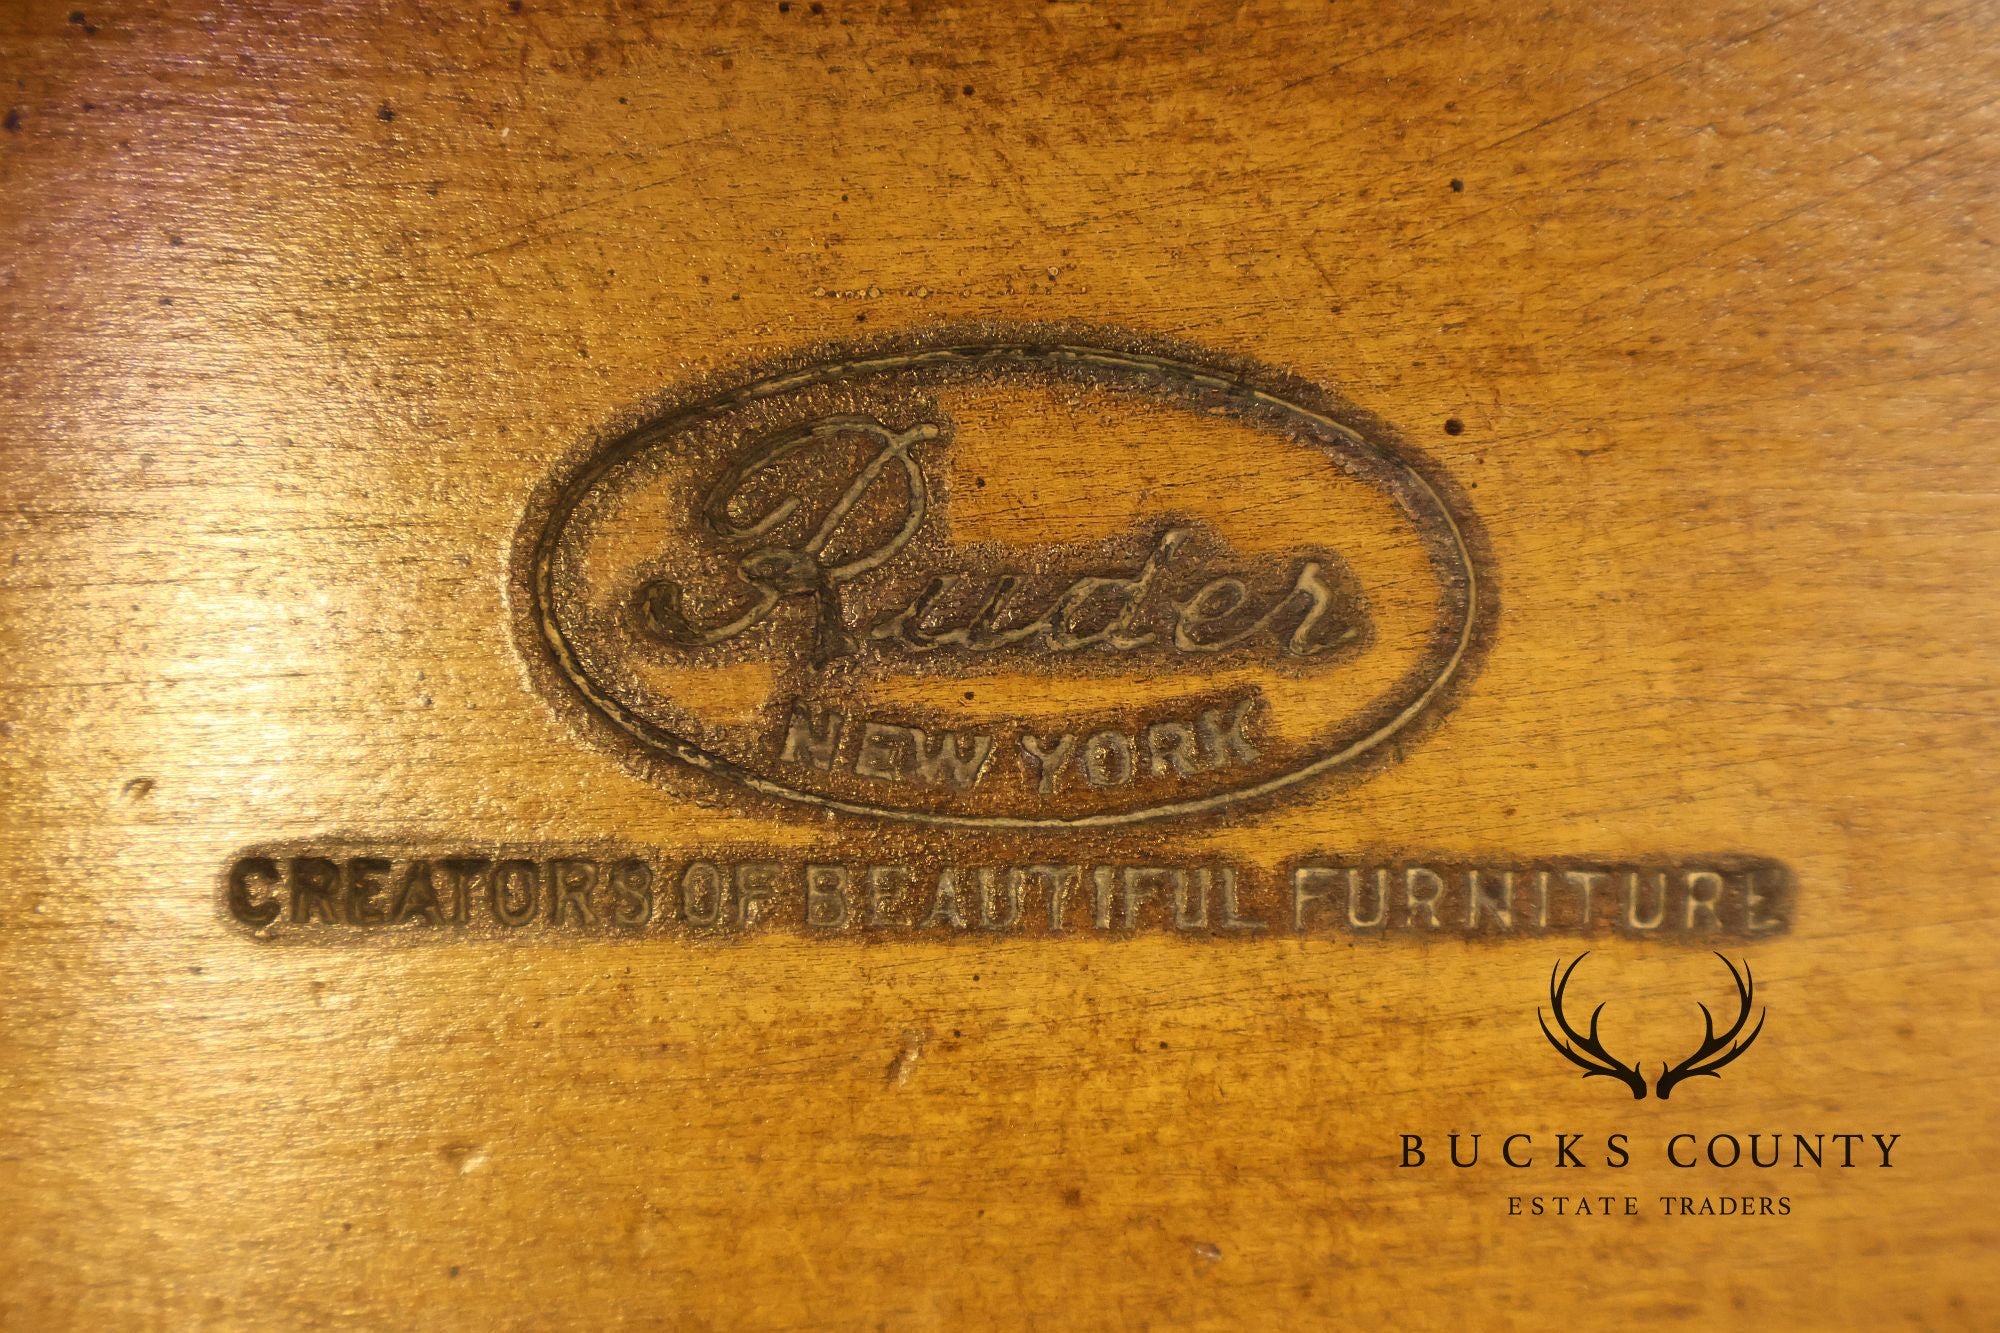 Ruder
NEW YORK
CREATORS OF BEAUTIFUL FURNITURE
BUCKS COUNTY
ESTATE TRADERS